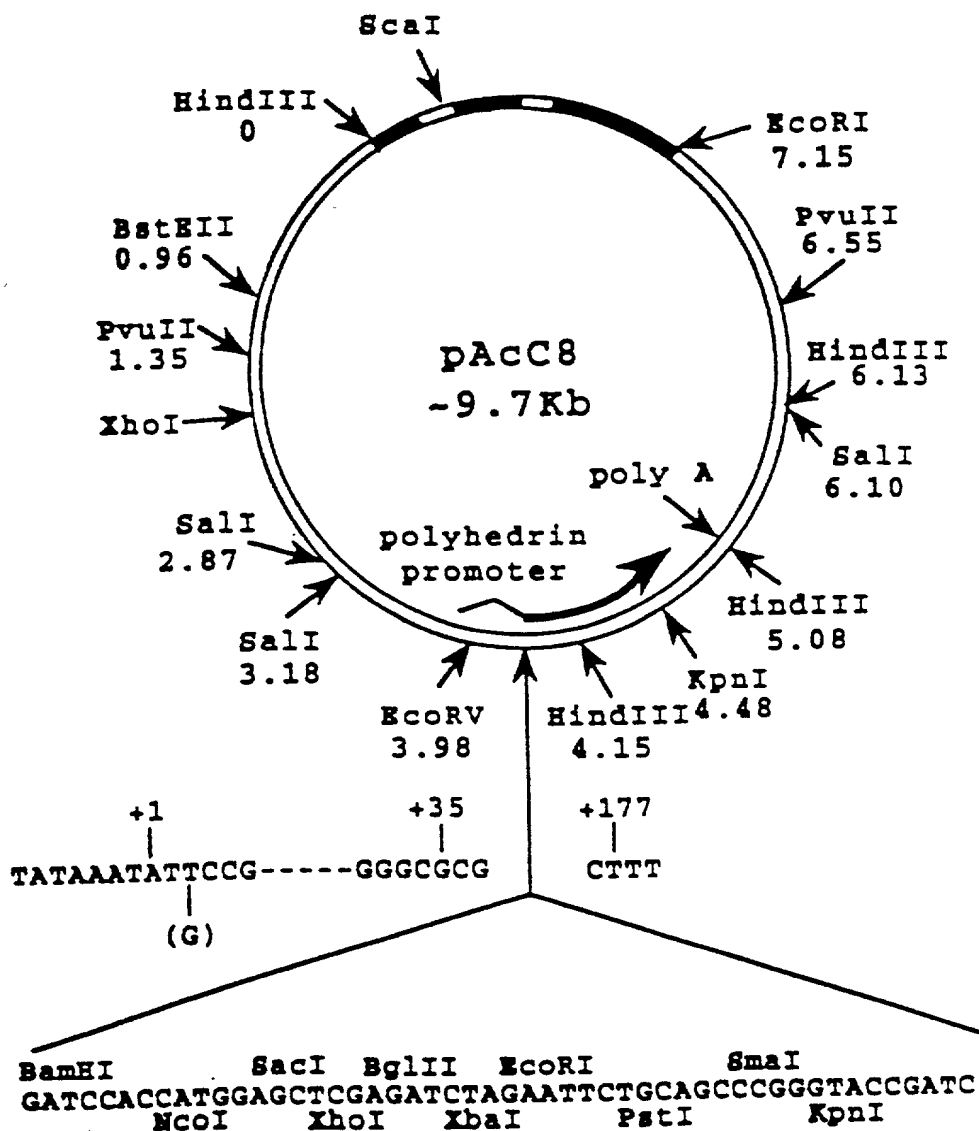 ScaI
HindIII
0
EcoRI
7.15
BstEII
0.96
PvuII
6.55
PvuII
1.35
pAcC8
~9.7Kb
HindIII
6.13
XhoI
SalI
6.10
poly A
SalI
2.87
polyhedrin
promoter
HindIII
5.08
SalI
3.18
KpnI
4.48
EcoRV
3.98
HindIII
4.15
+1
+35
+177
TATAAATATTCCG-----GGGCGCG
CTTT
(G)
BamHI SacI BglII EcoRI SmaI
GATCCACCATGGAGCTCGAGATCTAGAATTCTGCAGCCCGGGTACCGATC
NcoI XhoI XbaI PstI KpnI